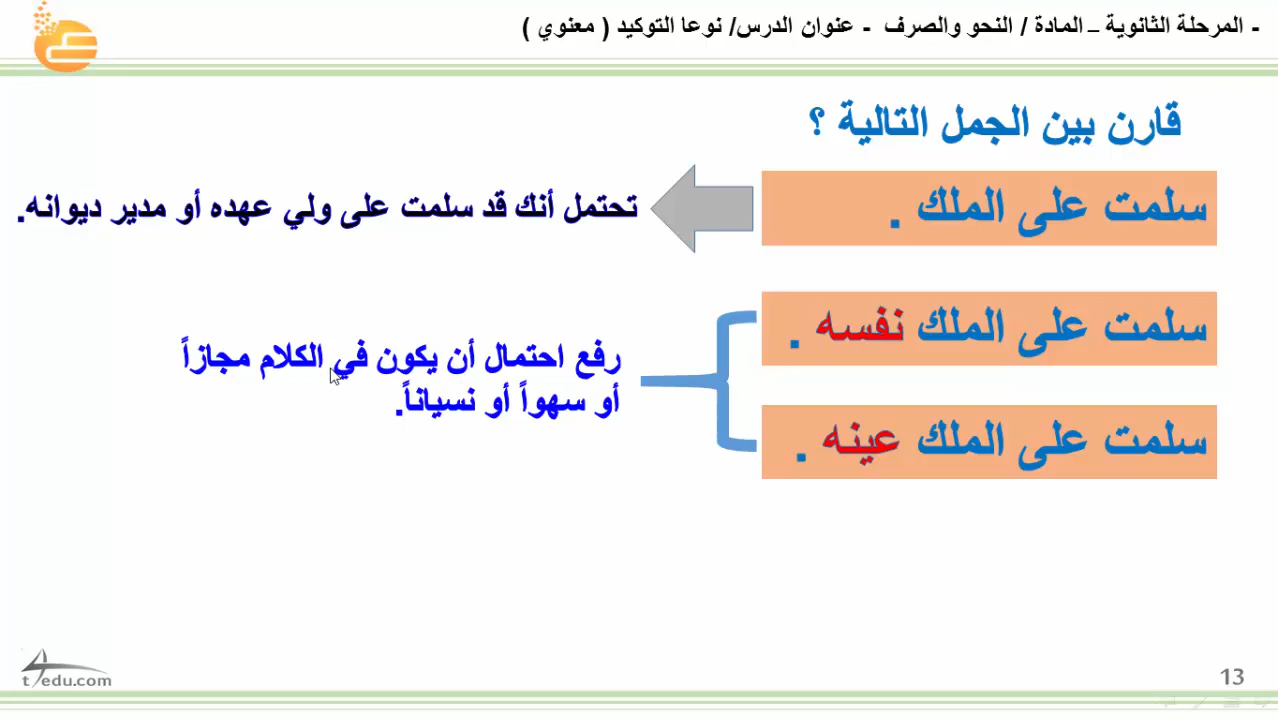 - المرحلة الثانوية – المادة / النحو والصرف - عنوان الدرس/ نوعا التوكيد ( معنوي )
قارن بين الجمل التالية ؟
سلمت على الملك .
تحتمل أنك قد سلمت على ولي عهده أو مدير ديوانه.
سلمت على الملك نفسه .
سلمت على الملك عينه .
رفع احتمال أن يكون في الكلام مجازاً
أو سهواً أو نسياناً.
t4edu.com
13